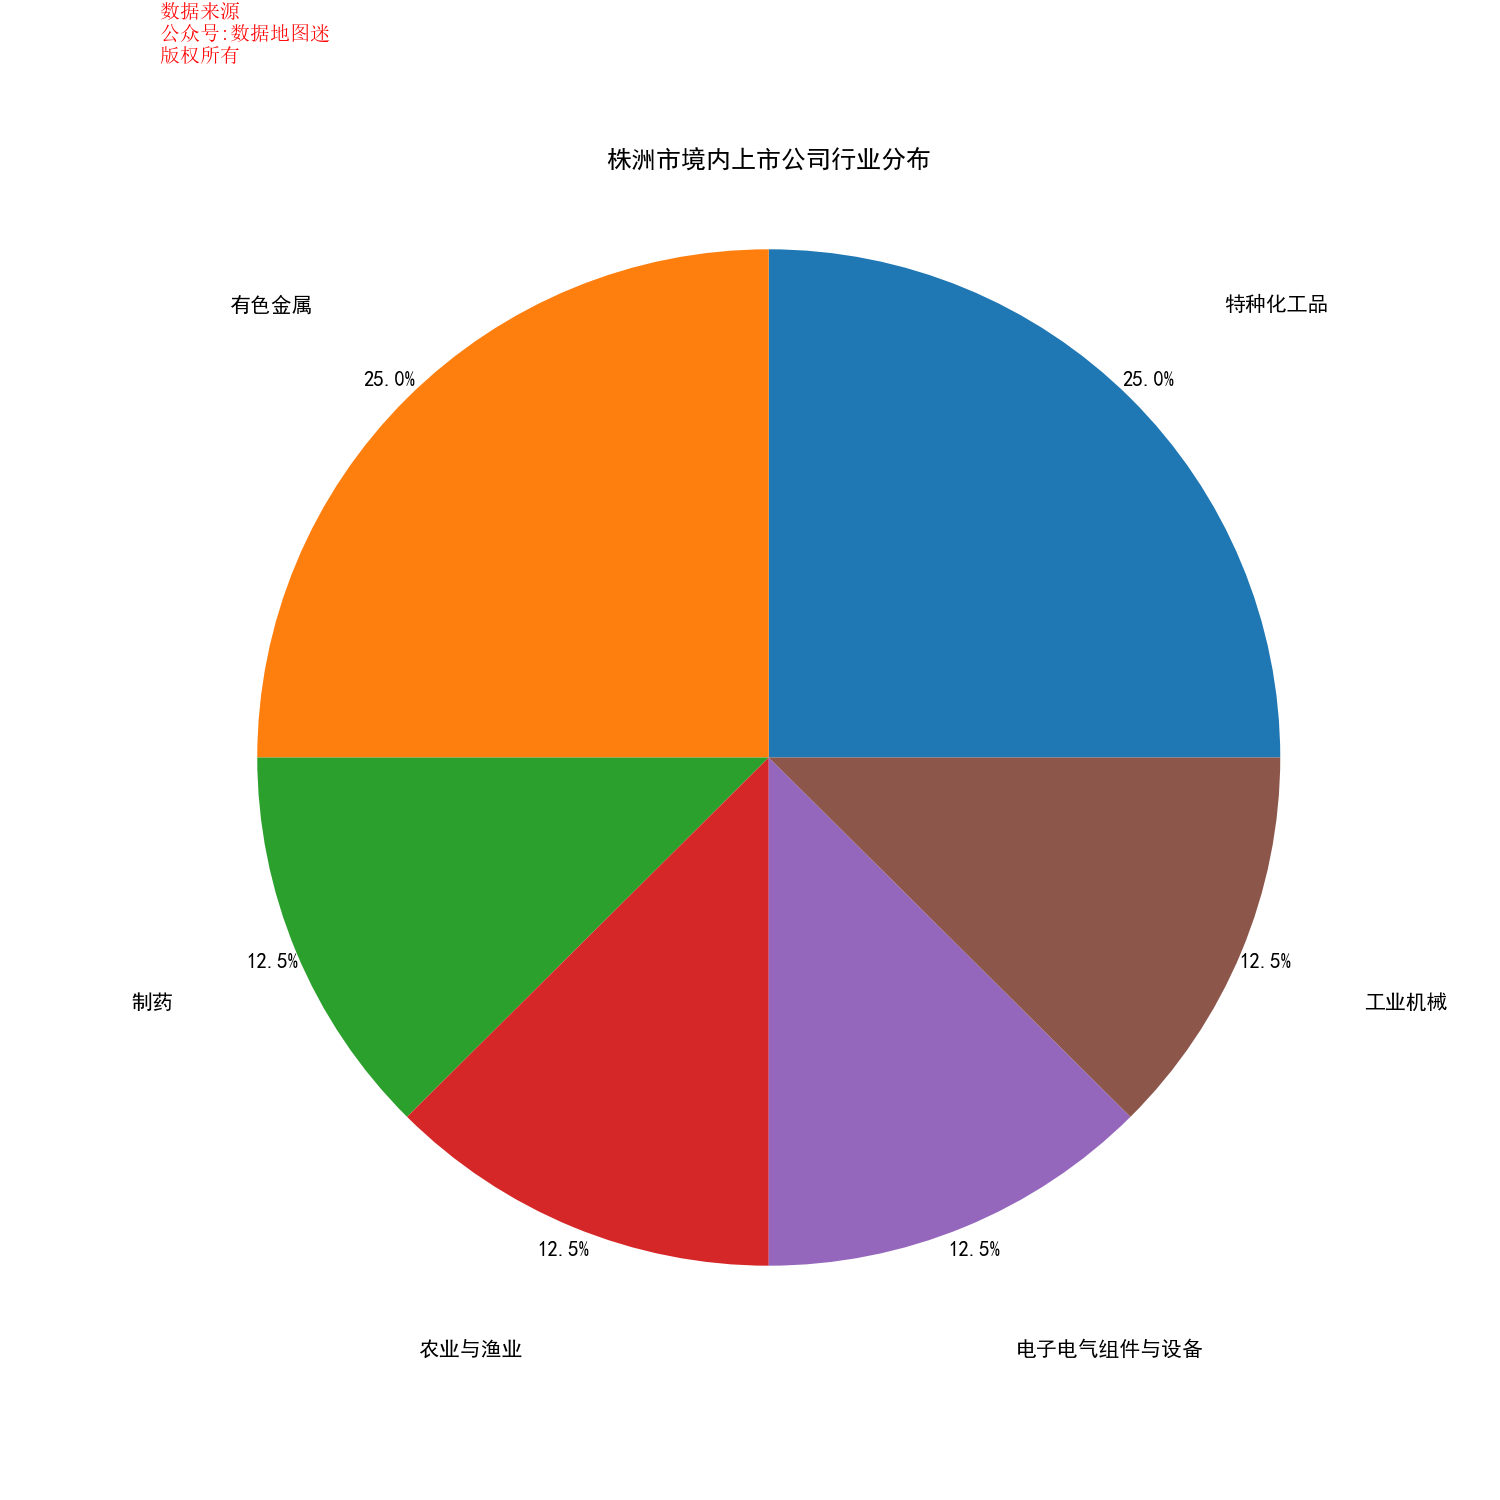 数据来源
公众号:数据地图迷
版权所有
株洲市境内上市公司行业分布
有色金属
特种化工品
25.0%
25.0%
12.5%
12.5%
制药
工业机械
12.5%
12.5%
农业与渔业
电子电气组件与设备